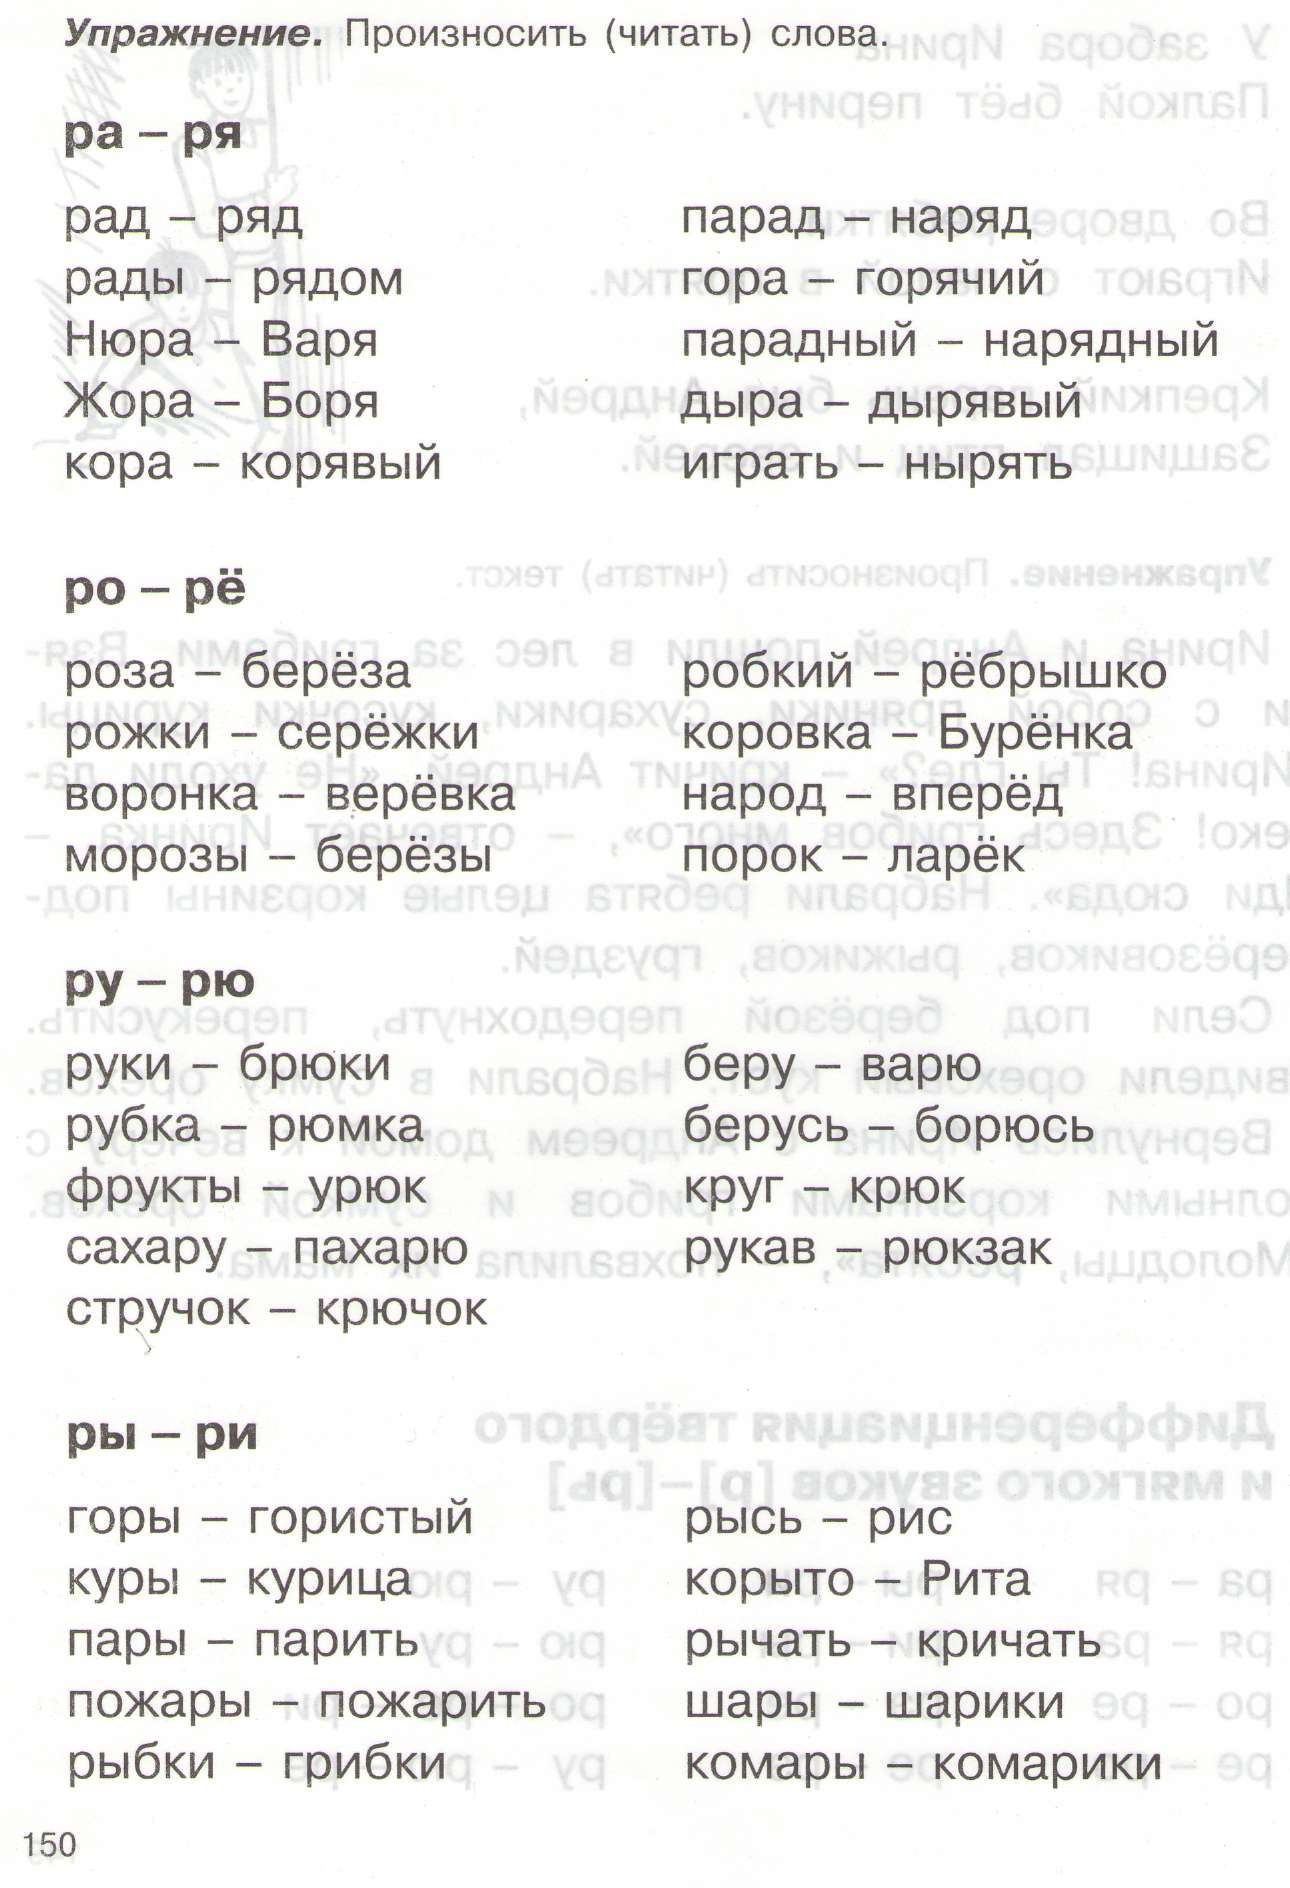 Упражнение. Произносить (читать) слова.
ра – ря
рад – ряд
рады – рядом
Нюра – Варя
Жора – Боря
кора – корявый
парад – наряд
гора – горячий
парадный – нарядный
дыра – дырявый
играть – нырять
ро – рё
роза – берёза
рожки – серёжки
воронка – верёвка
морозы – берёзы
робкий – рёбрышко
коровка – Бурёнка
народ – вперёд
порок – ларёк
ру – рю
руки – брюки
рубка – рюмка
фрукты – урюк
сахару – пахарю
стручок – крючок
беру – варю
берусь – борюсь
круг – крюк
рукав – рюкзак
ры – ри
горы – гористый
куры – курица
пары – парить
пожары – пожарить
рыбки – грибки
рысь – рис
корыто – Рита
рычать – кричать
шары – шарики
комары – комарики
150